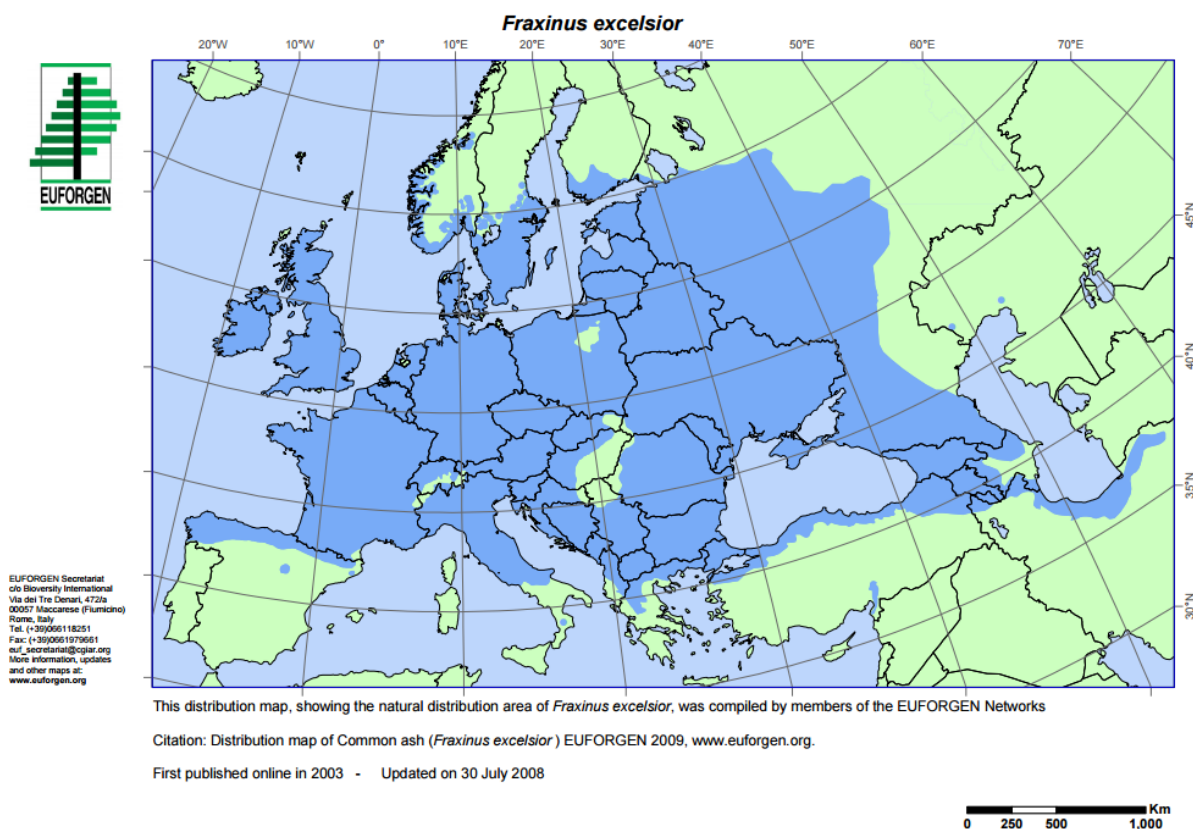 Fraxinus excelsior
20°W 10°W 0° 10°E 20°E 30°E 40°E 50°E 60°E 70°E
EUFORGEN
45°N
40°N
35°N
30°N
EUFORGEN Secretariat
c/o Bioversity International
Via dei Tre Denari, 472/a
00057 Maccarese (Fiumicino)
Rome, Italy
Tel. (+39)066118251
Fax: (+39)0661979661
euf_secretariat@cgiar.org
More information, updates
and other maps at:
www.euforgen.org
This distribution map, showing the natural distribution area of Fraxinus excelsior, was compiled by members of the EUFORGEN Networks
Citation: Distribution map of Common ash (Fraxinus excelsior ) EUFORGEN 2009, www.euforgen.org.
First published online in 2003 - Updated on 30 July 2008
Km
0 250 500 1.000